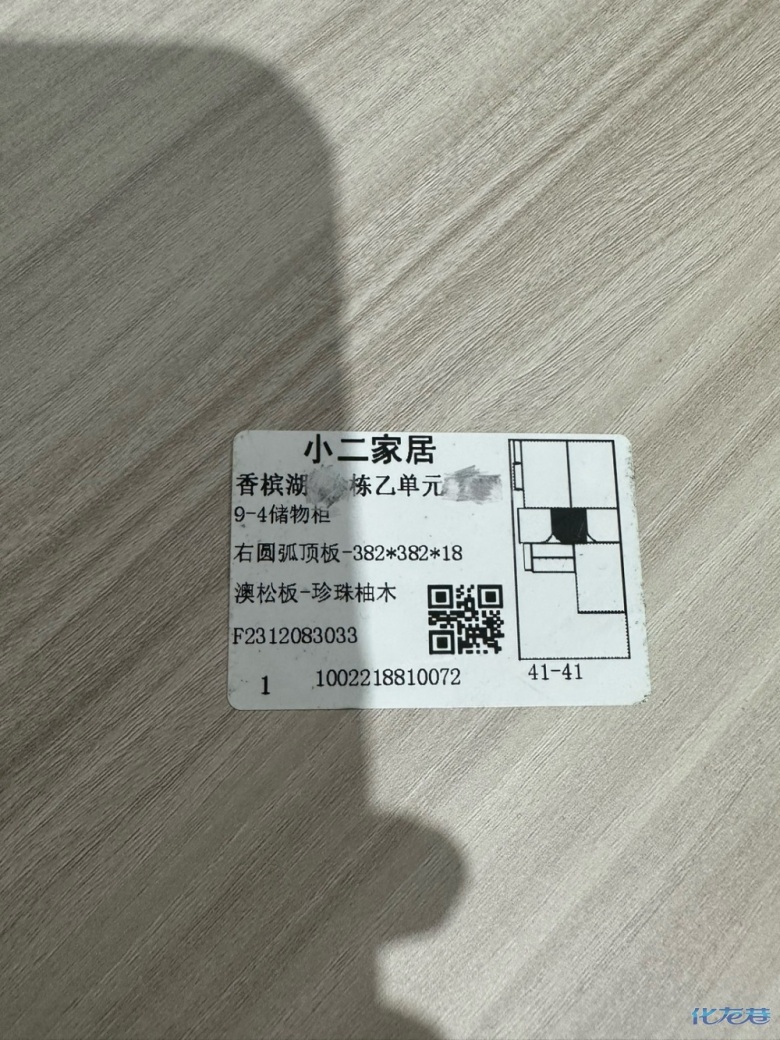 小二家居
香槟湖 栋乙单元
9-4储物柜
右圆弧顶板-382*382*18
澳松板-珍珠柚木
F2312083033
1 1002218810072 41-41
化龙巷